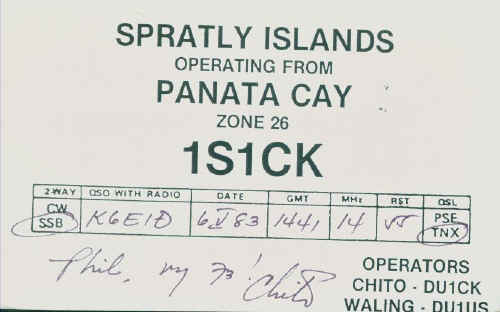 SPRATLY ISLANDS
OPERATING FROM
PANATA CAY
ZONE 26
1S1CK
2-WAY QSO WITH RADIO DATE GMT MHz RST QSL
CW PSE
SSB K6EID 6 V 83 1441 14 55 TNX
Phil, my 73! Chito
OPERATORS
CHITO - DU1CK
WALING - DU1US